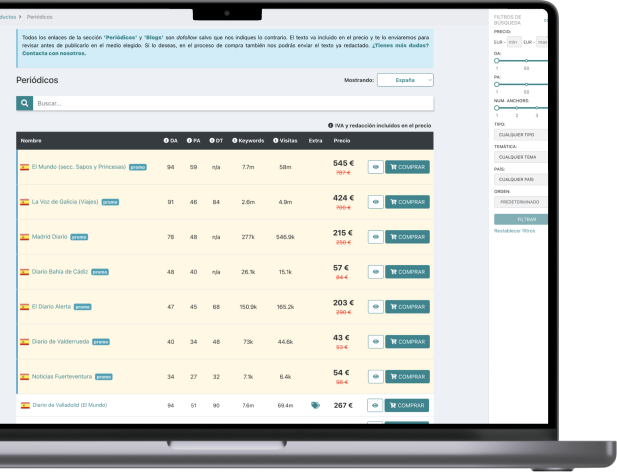 Periódicos
Todos los enlaces de la sección 'Periódicos' y 'Blogs' son dofollow salvo que nos indiques lo contrario. El texto va incluido en el precio y te lo enviaremos para
revisar antes de publicarlo en el medio elegido. Si lo deseas, en el proceso de compra también nos podrás enviar el texto ya redactado. ¿Tienes más dudas?
Contacta con nosotros.
Periódicos
Mostrando: España
Buscar...
IVA y redacción incluidos en el precio
Nombre DA PA DT Keywords Visitas Extra Precio
El Mundo (secc. Sapos y Princesas) promo 94 59 n/a 7.7m 58m 545 € COMPRAR
787 €
La Voz de Galicia (Viajes) promo 91 46 84 2.6m 4.9m 424 € COMPRAR
Madrid Diario promo 78 48 n/a 277k 546.9k 215 € COMPRAR
350 €
Diario Bahía de Cádiz promo 48 40 n/a 26.1k 15.1k 57 € COMPRAR
84 €
El Diario Alerta promo 47 45 68 150.9k 165.2k 203 € COMPRAR
290 €
Diario de Valderrueda promo 40 34 48 73k 44.6k 43 € COMPRAR
52 €
Noticias Fuerteventura promo 34 27 32 7.1k 6.4k 54 € COMPRAR
Diario de Valladolid (El Mundo) 94 51 90 7.6m 69.4m 267 € COMPRAR
FILTROS DE
BÚSQUEDA
PRECIO:
EUR - min EUR - max
DA:
1 50
PA:
1 50
NUM. ANCHORS:
1 2 3
TIPO:
CUALQUIER TIPO
TEMÁTICA:
CUALQUIER TEMA
PAÍS:
CUALQUIER PAÍS
ORDEN:
PREDETERMINADO
FILTRAR
Restablecer filtros